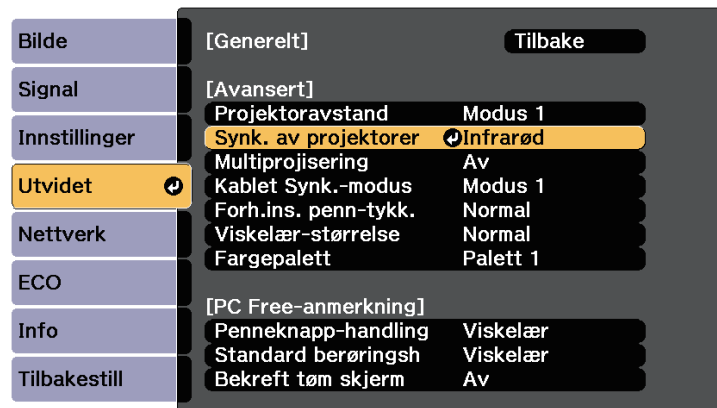 Bilde
Signal
Innstillinger
Utvidet
Nettverk
ECO
Info
Tilbakestill
[Generelt] Tilbake
[Avansert]
Projektoravstand Modus 1
Synk. av projektorer Infrarød
Multiprojisering Av
Kablet Synk.-modus Modus 1
Forh.ins. penn-tykk. Normal
Viskelær-størrelse Normal
Fargepalett Palett 1
[PC Free-anmerkning]
Penneknapp-handling Viskelær
Standard berøringsh Viskelær
Bekreft tøm skjerm Av